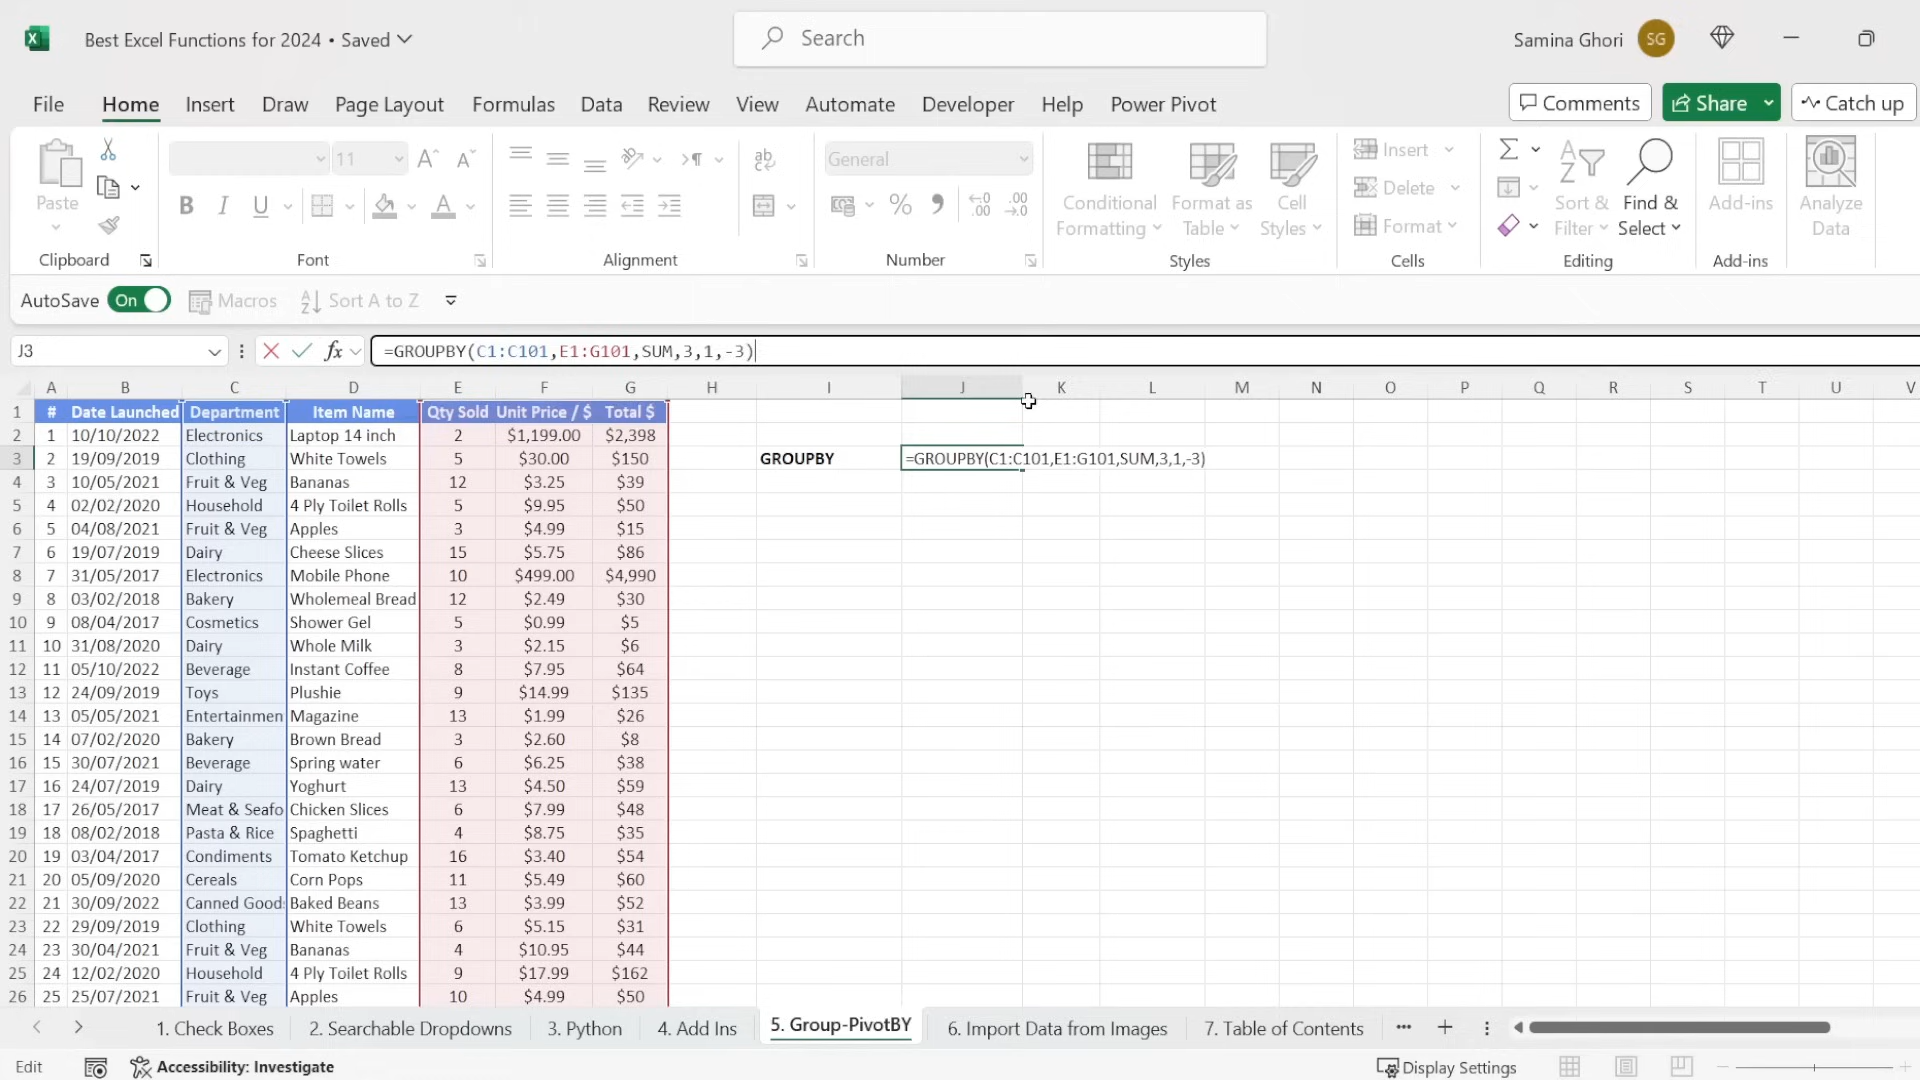 Best Excel Functions for 2024 • Saved
Search
Samina Ghori SG
File Home Insert Draw Page Layout Formulas Data Review View Automate Developer Help Power Pivot
Comments Share Catch up
Paste
Clipboard
11
B I U
Font
ab
Alignment
General
Number
Conditional Formatting
Format as Table
Cell Styles
Styles
Insert
Delete
Format
Cells
Sort & Filter
Find & Select
Editing
Add-ins
Add-ins
Analyze Data
AutoSave On Macros Sort A to Z
J3 fx =GROUPBY(C1:C101,E1:G101,SUM,3,1,-3)
A B C D E F G H I J K L M N O P Q R S T U V
1 # Date Launched Department Item Name Qty Sold Unit Price / $ Total $
2 1 10/10/2022 Electronics Laptop 14 inch 2 $1,199.00 $2,398
3 2 19/09/2019 Clothing White Towels 5 $30.00 $150 GROUPBY =GROUPBY(C1:C101,E1:G101,SUM,3,1,-3)
4 3 10/05/2021 Fruit & Veg Bananas 12 $3.25 $39
5 4 02/02/2020 Household 4 Ply Toilet Rolls 5 $9.95 $50
6 5 04/08/2021 Fruit & Veg Apples 3 $4.99 $15
7 6 19/07/2019 Dairy Cheese Slices 15 $5.75 $86
8 7 31/05/2017 Electronics Mobile Phone 10 $499.00 $4,990
9 8 03/02/2018 Bakery Wholemeal Bread 12 $2.49 $30
10 9 08/04/2017 Cosmetics Shower Gel 5 $0.99 $5
11 10 31/08/2020 Dairy Whole Milk 3 $2.15 $6
12 11 05/10/2022 Beverage Instant Coffee 8 $7.95 $64
13 12 24/09/2019 Toys Plushie 9 $14.99 $135
14 13 05/05/2021 Entertainmen Magazine 13 $1.99 $26
15 14 07/02/2020 Bakery Brown Bread 3 $2.60 $8
16 15 30/07/2021 Beverage Spring water 6 $6.25 $38
17 16 24/07/2019 Dairy Yoghurt 13 $4.50 $59
18 17 26/05/2017 Meat & Seafo Chicken Slices 6 $7.99 $48
19 18 08/02/2018 Pasta & Rice Spaghetti 4 $8.75 $35
20 19 03/04/2017 Condiments Tomato Ketchup 16 $3.40 $54
21 20 05/09/2020 Cereals Corn Pops 11 $5.49 $60
22 21 30/09/2022 Canned Good Baked Beans 13 $3.99 $52
23 22 29/09/2019 Clothing White Towels 6 $5.15 $31
24 23 30/04/2021 Fruit & Veg Bananas 4 $10.95 $44
25 24 12/02/2020 Household 4 Ply Toilet Rolls 9 $17.99 $162
26 25 25/07/2021 Fruit & Veg Apples 10 $4.99 $50
1. Check Boxes 2. Searchable Dropdowns 3. Python 4. Add Ins 5. Group-PivotBY 6. Import Data from Images 7. Table of Contents
Edit Accessibility: Investigate Display Settings